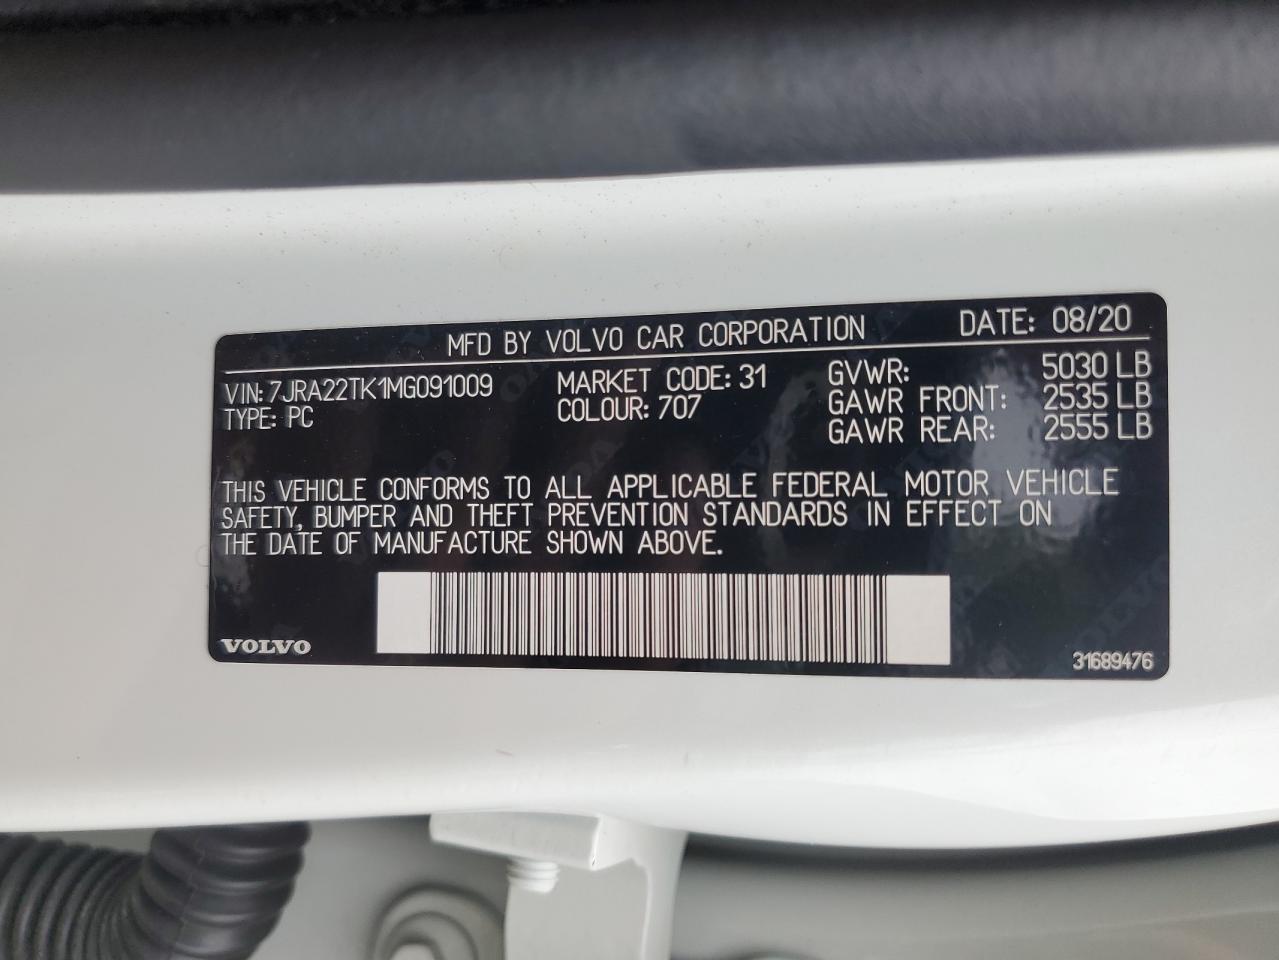 MFD BY VOLVO CAR CORPORATION DATE: 08/20
VIN: 7JRA22TK1MG091009 MARKET CODE: 31 GVWR: 5030 LB
TYPE: PC COLOUR: 707 GAWR FRONT: 2535 LB
GAWR REAR: 2555 LB
THIS VEHICLE CONFORMS TO ALL APPLICABLE FEDERAL MOTOR VEHICLE
SAFETY, BUMPER AND THEFT PREVENTION STANDARDS IN EFFECT ON
THE DATE OF MANUFACTURE SHOWN ABOVE.
VOLVO 31689476